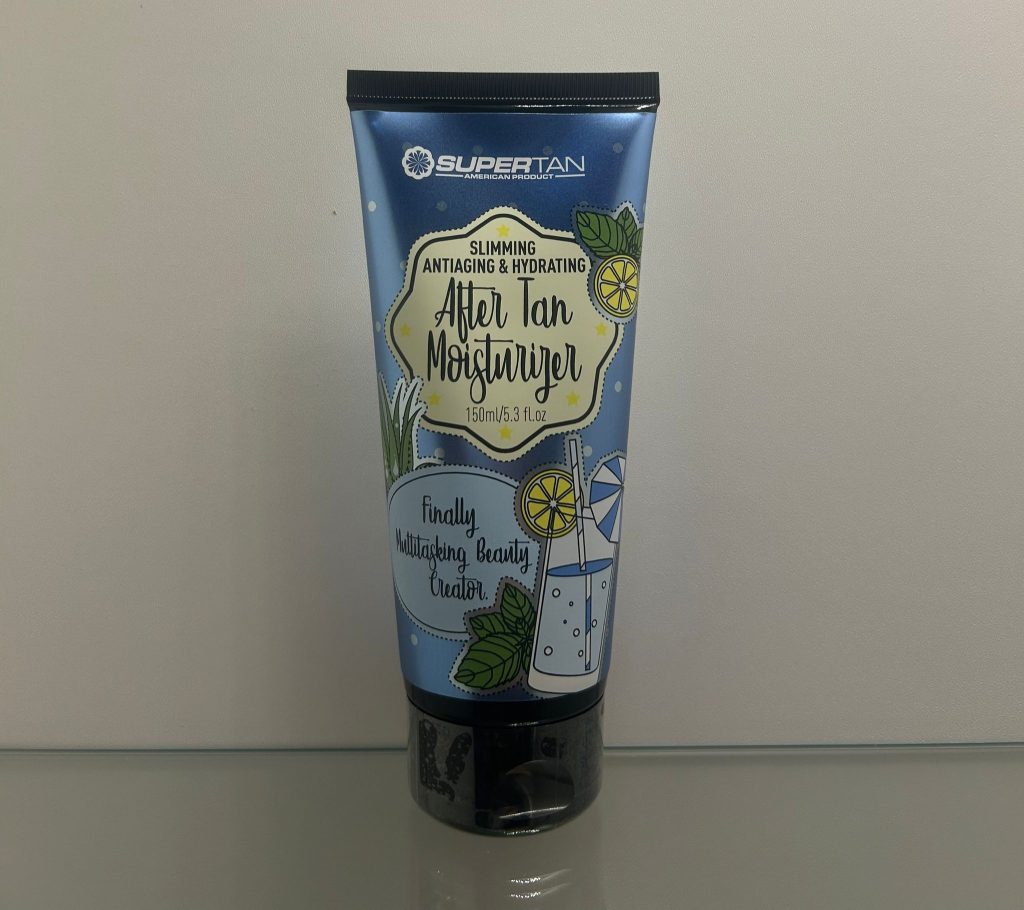 SUPERTAN
AMERICAN PRODUCT
SLIMMING
ANTIAGING & HYDRATING
After Tan
Moisturizer
150ml/5.3 fl.oz
Finally
Multitasking Beauty
Creator.